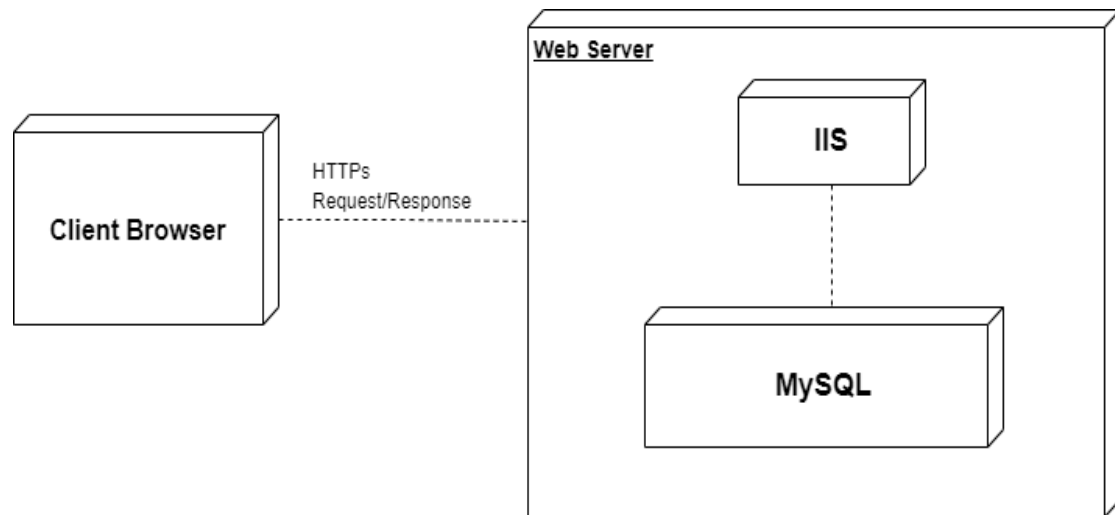 Web Server
IIS
HTTPs
Request/Response
Client Browser
MySQL